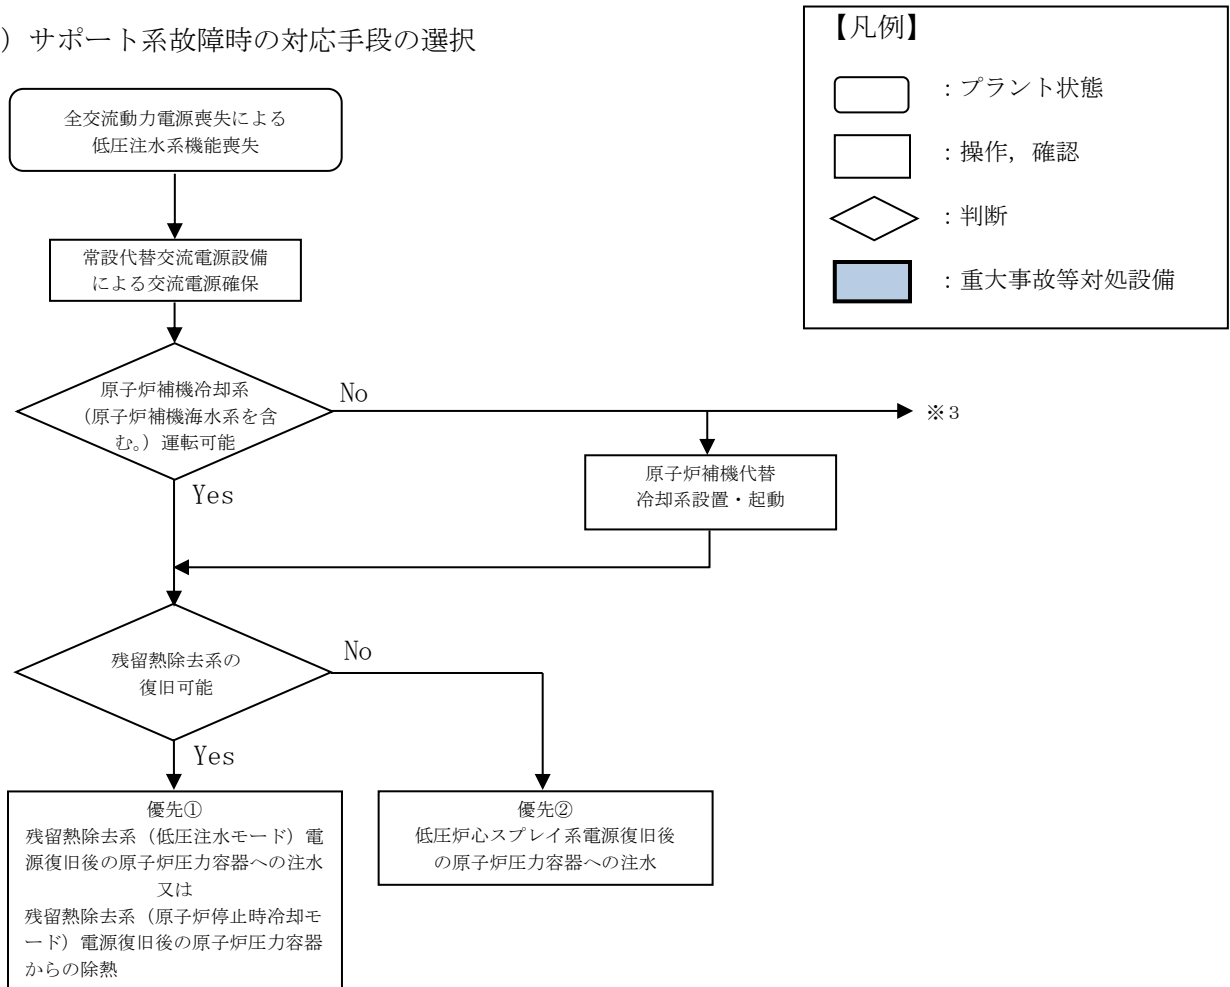 ）サポート系故障時の対応手段の選択
【凡例】
：プラント状態
：操作，確認
：判断
：重大事故等対処設備
全交流動力電源喪失による
低圧注水系機能喪失
常設代替交流電源設備
による交流電源確保
原子炉補機冷却系
（原子炉補機海水系を含
む。）運転可能
No
※3
Yes
原子炉補機代替
冷却系設置・起動
残留熱除去系の
復旧可能
No
Yes
優先①
残留熱除去系（低圧注水モード）電
源復旧後の原子炉圧力容器への注水
又は
残留熱除去系（原子炉停止時冷却モ
ード）電源復旧後の原子炉圧力容器
からの除熱
優先②
低圧炉心スプレイ系電源復旧後
の原子炉圧力容器への注水